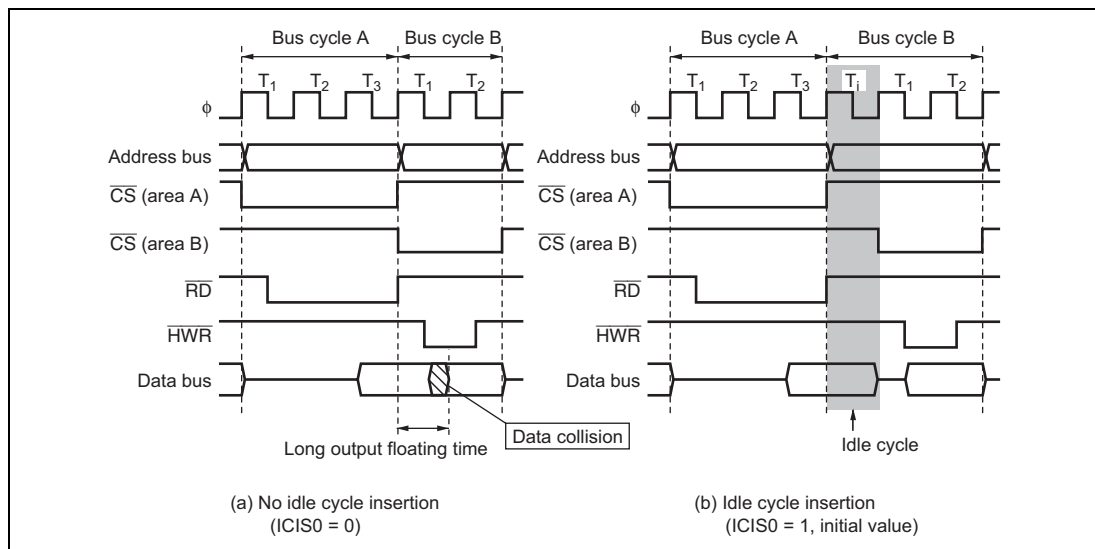 Bus cycle A Bus cycle B
T1 T2 T3 T1 T2
ϕ
Address bus
CS (area A)
CS (area B)
RD
HWR
Data bus
Long output floating time
Data collision
(a) No idle cycle insertion
(ICIS0 = 0)
Bus cycle A Bus cycle B
T1 T2 T3 Ti T1 T2
ϕ
Address bus
CS (area A)
CS (area B)
RD
HWR
Data bus
Idle cycle
(b) Idle cycle insertion
(ICIS0 = 1, initial value)